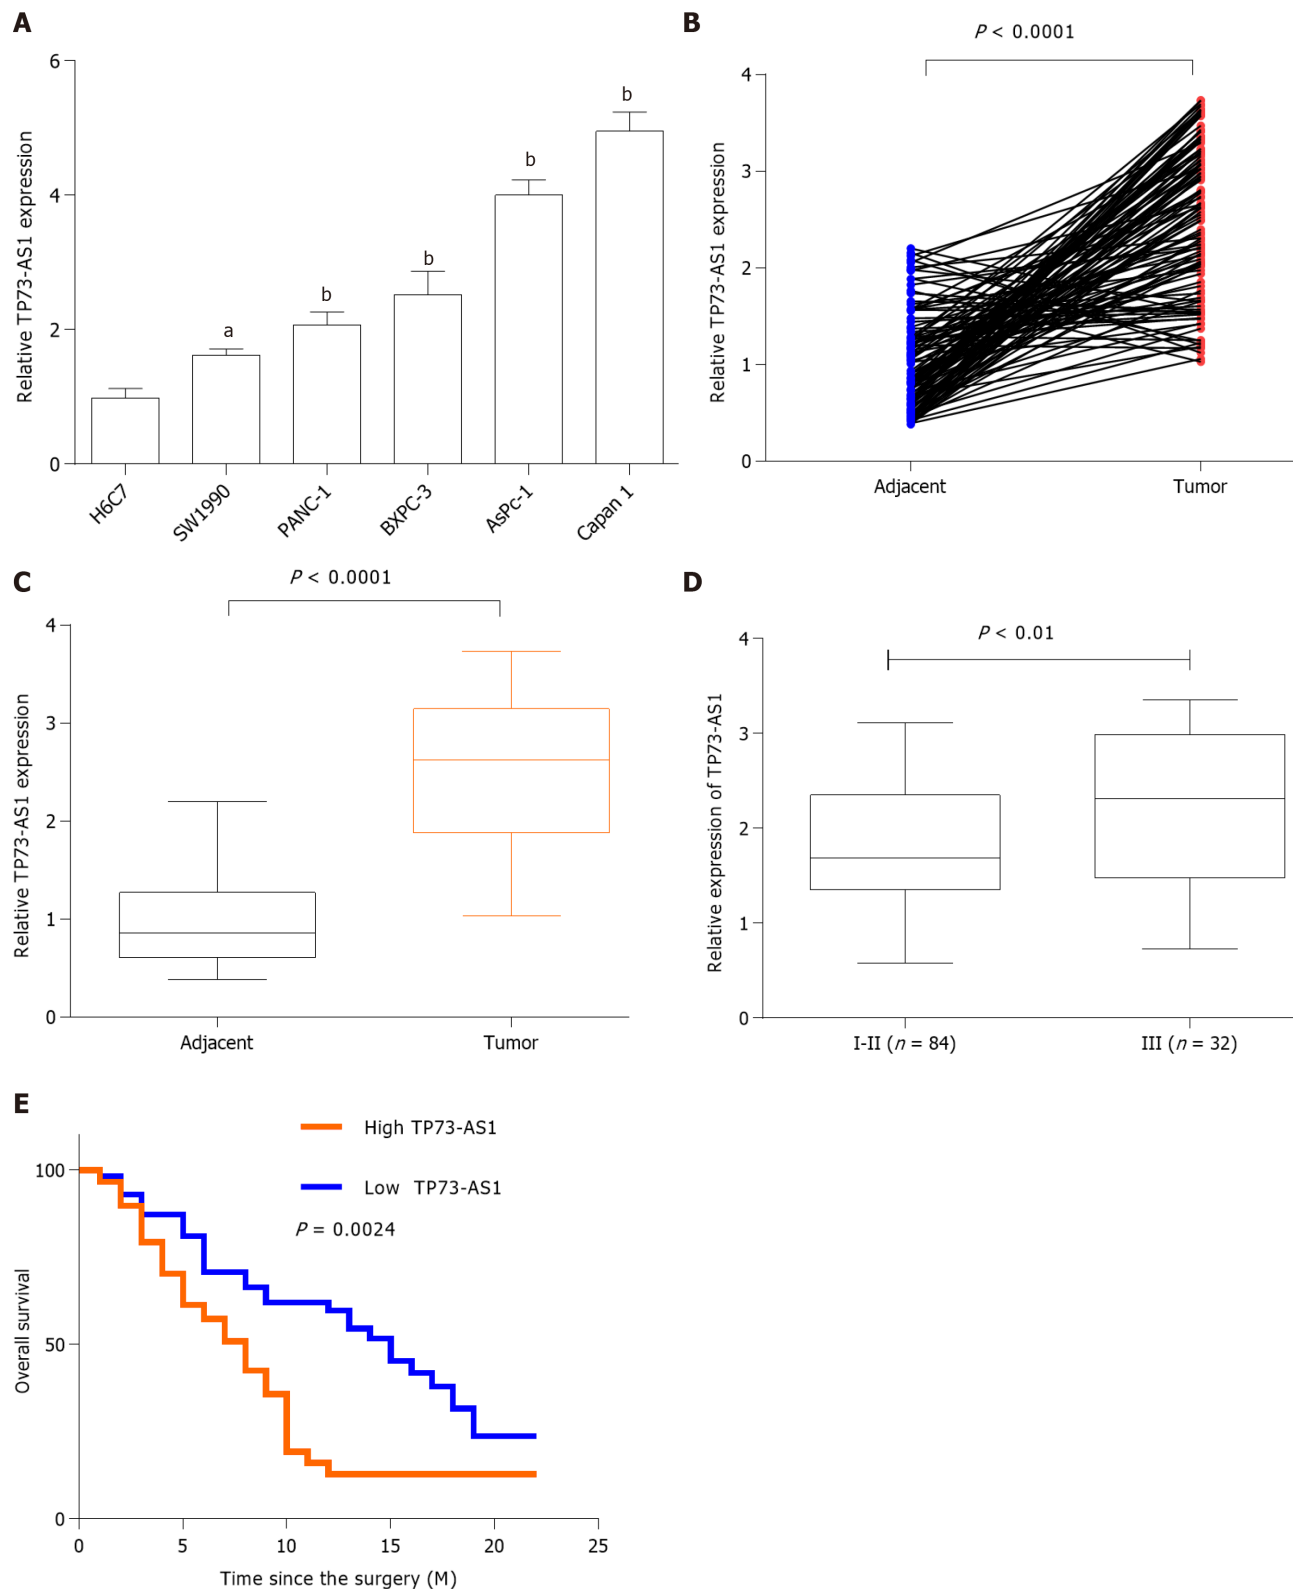 A
Relative TP73-AS1 expression
6
4
2
0
a
b
b
b
b
H6C7
SW1990
PANC-1
BXPC-3
AsPc-1
Capan 1
B
P < 0.0001
Relative TP73-AS1 expression
4
3
2
1
0
Adjacent
Tumor
C
P < 0.0001
Relative TP73-AS1 expression
4
3
2
1
0
Adjacent
Tumor
D
P < 0.01
Relative expression of TP73-AS1
4
3
2
1
0
I-II (n = 84)
III (n = 32)
E
High TP73-AS1
Low TP73-AS1
P = 0.0024
Overall survival
100
50
0
0
5
10
15
20
25
Time since the surgery (M)